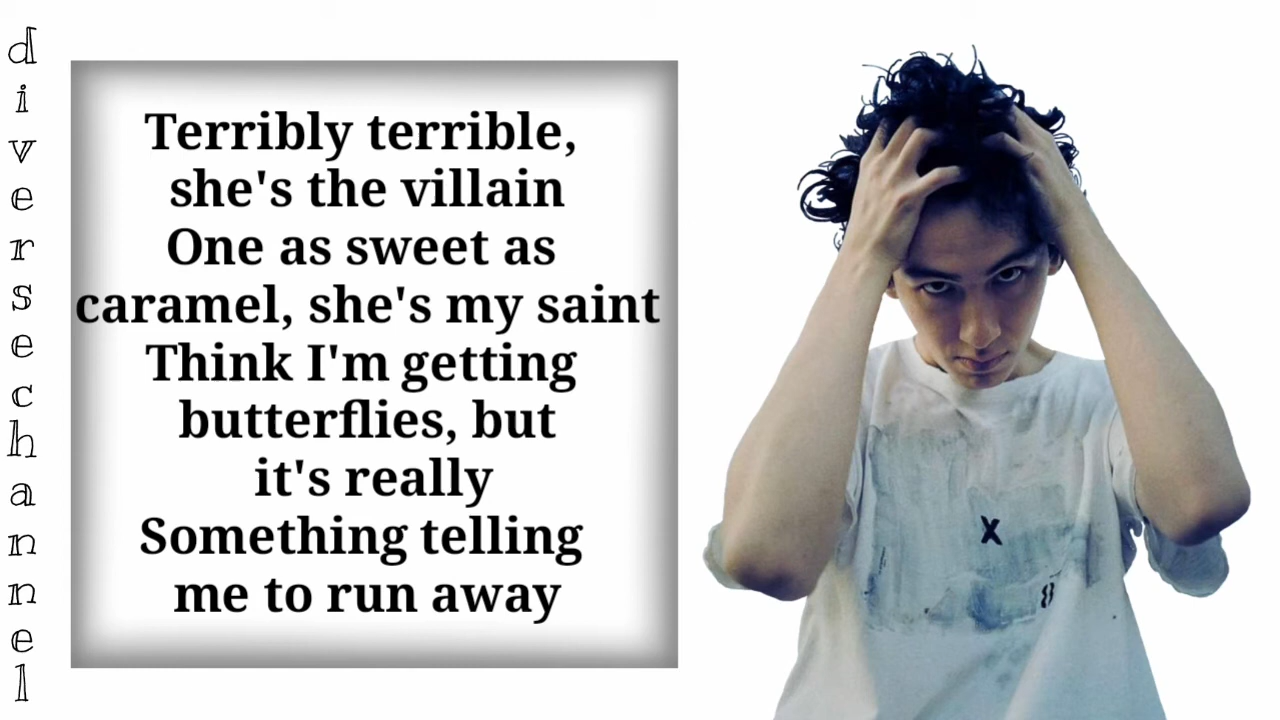 diversechannel
Terribly terrible,
she's the villain
One as sweet as
caramel, she's my saint
Think I'm getting
butterflies, but
it's really
Something telling
me to run away
X
8